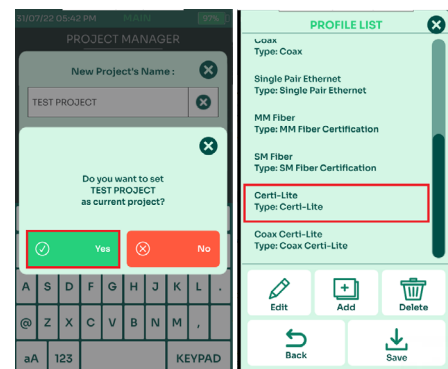 31/07/22 05:42 PM MAIN 97%
PROJECT MANAGER
New Project's Name :
TEST PROJECT
Do you want to set
TEST PROJECT
as current project?
Yes No
A S D F G H J K L .
@ Z X C V B N M ,
aA 123 KEYPAD
PROFILE LIST
Coax
Type: Coax
Single Pair Ethernet
Type: Single Pair Ethernet
MM Fiber
Type: MM Fiber Certification
SM Fiber
Type: SM Fiber Certification
Certi-Lite
Type: Certi-Lite
Coax Certi-Lite
Type: Coax Certi-Lite
Edit Add Delete
Back Save